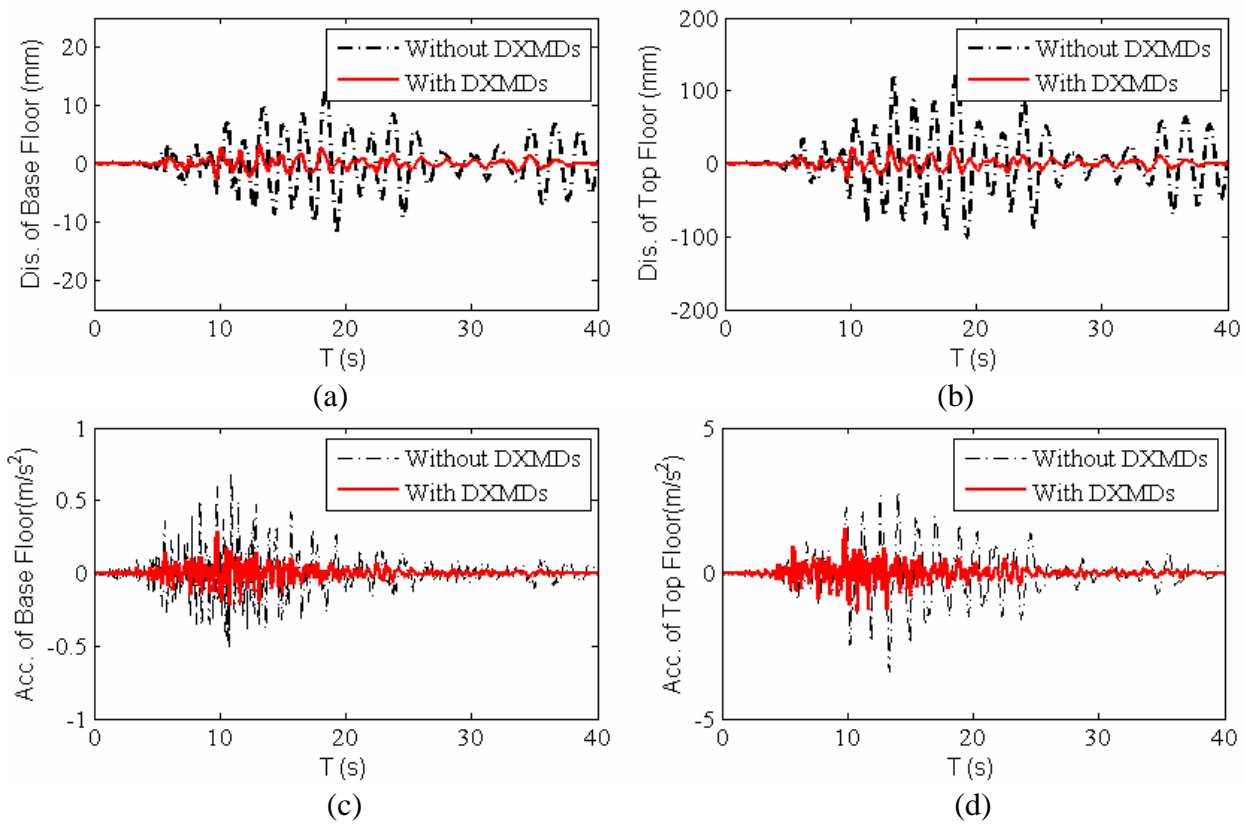 Without DXMDs
With DXMDs
Dis. of Base Floor (mm)
20
10
0
-10
-20
0 10 20 30 40
T (s)
(a)
Without DXMDs
With DXMDs
Dis. of Top Floor (mm)
200
100
0
-100
-200
0 10 20 30 40
T (s)
(b)
Without DXMDs
With DXMDs
Acc. of Base Floor(m/s²)
1
0.5
0
-0.5
-1
0 10 20 30 40
T (s)
(c)
Without DXMDs
With DXMDs
Acc. of Top Floor(m/s²)
5
0
-5
0 10 20 30 40
T (s)
(d)